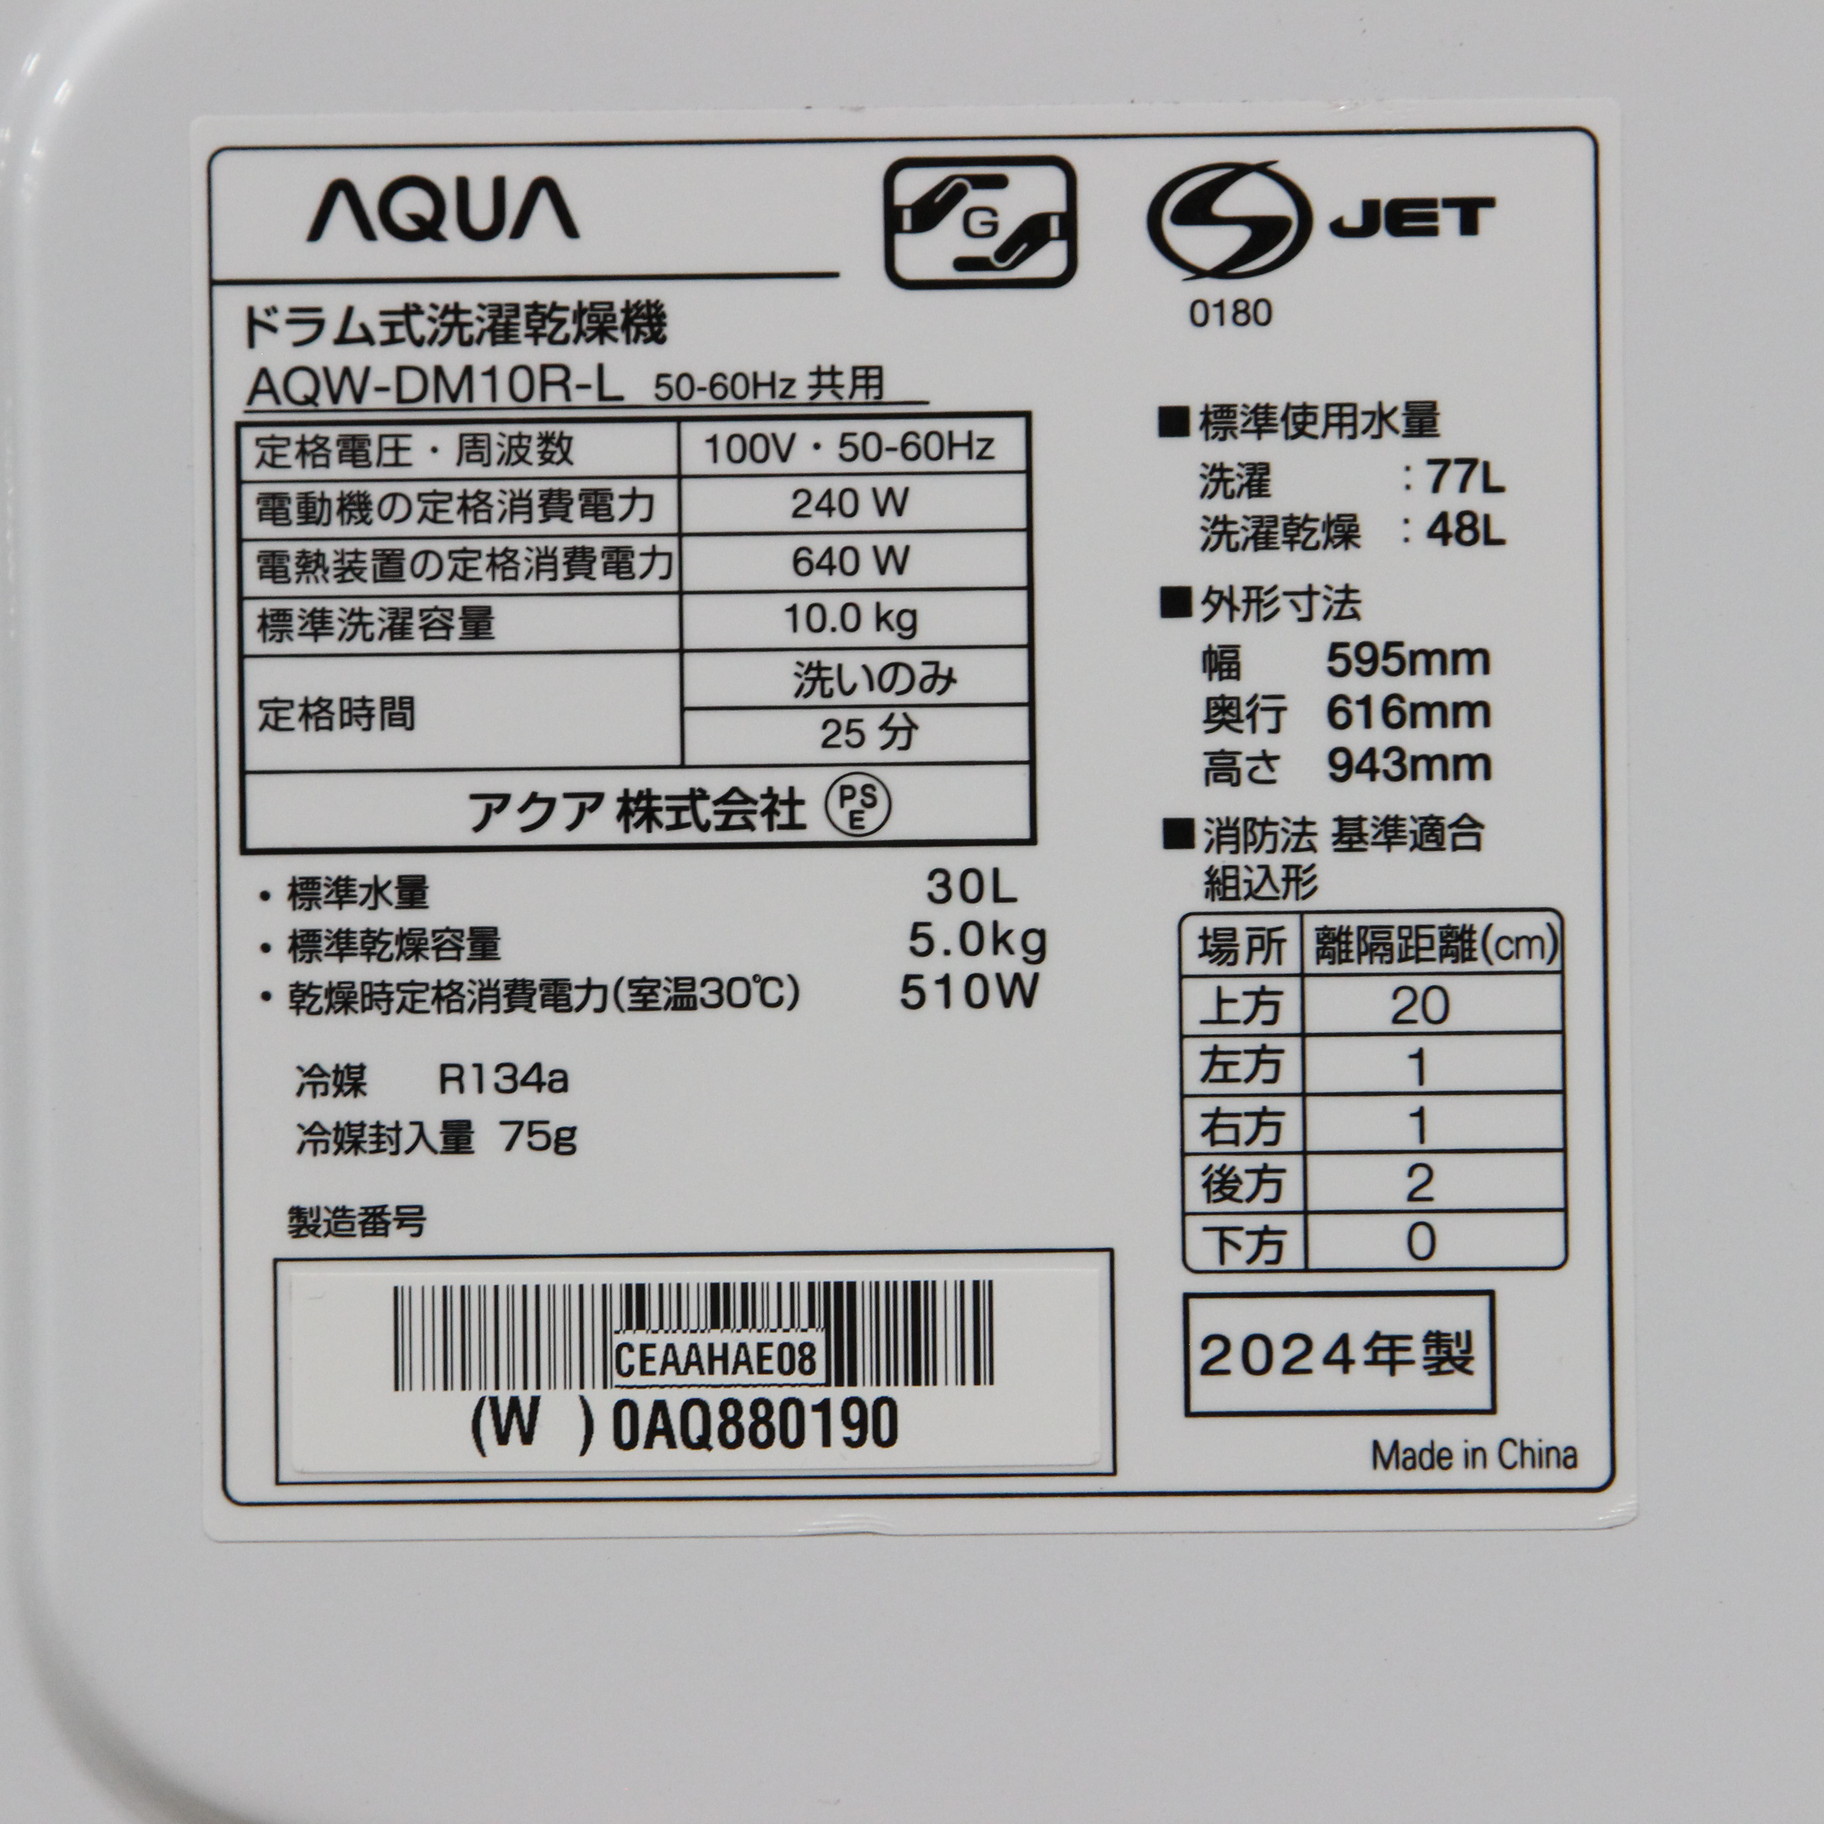 AQUA
G
JET
0180
ドラム式洗濯乾燥機
AQW-DM10R-L 50-60Hz 共用
定格電圧・周波数 100V・50-60Hz
電動機の定格消費電力 240 W
電熱装置の定格消費電力 640 W
標準洗濯容量 10.0 kg
定格時間 洗いのみ
25 分
アクア 株式会社 PSE
・標準水量 30L
・標準乾燥容量 5.0kg
・乾燥時定格消費電力(室温30℃) 510W
冷媒 R134a
冷媒封入量 75g
製造番号
CEAAHAE08
(W ) 0AQ880190
■標準使用水量
洗濯 : 77L
洗濯乾燥 : 48L
■外形寸法
幅 595mm
奥行 616mm
高さ 943mm
■消防法 基準適合
組込形
場所 離隔距離(cm)
上方 20
左方 1
右方 1
後方 2
下方 0
2024年製
Made in China